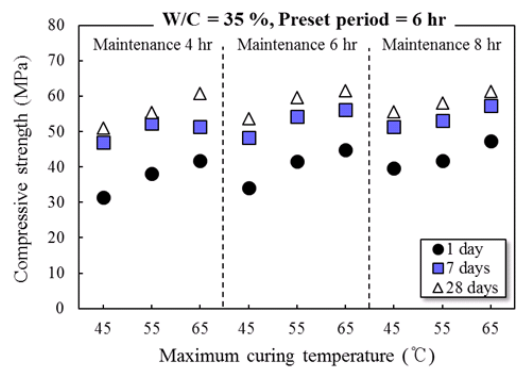 W/C = 35 %, Preset period = 6 hr
Maintenance 4 hr
Maintenance 6 hr
Maintenance 8 hr
Compressive strength (MPa)
80
70
60
50
40
30
20
10
0
1 day
7 days
28 days
45 55 65 45 55 65 45 55 65
Maximum curing temperature (℃)